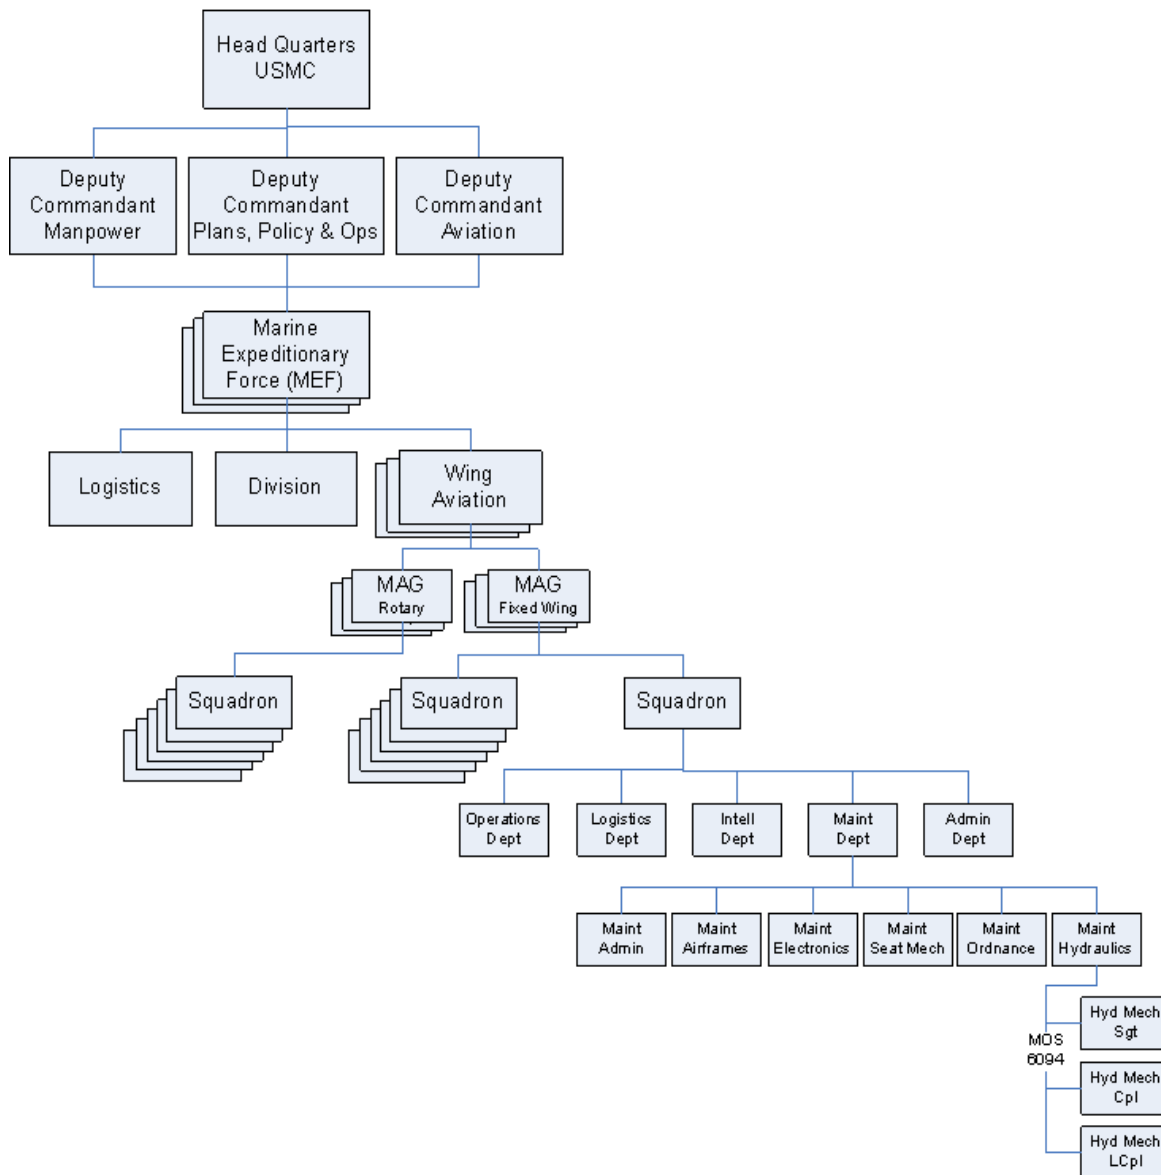 Head Quarters
USMC
Deputy
Commandant
Manpower
Deputy
Commandant
Plans, Policy & Ops
Deputy
Commandant
Aviation
Marine
Expeditionary
Force (MEF)
Logistics
Division
Wing
Aviation
MAG
Rotary
MAG
Fixed Wing
Squadron
Squadron
Squadron
Operations
Dept
Logistics
Dept
Intell
Dept
Maint
Dept
Admin
Dept
Maint
Admin
Maint
Airframes
Maint
Electronics
Maint
Seat Mech
Maint
Ordnance
Maint
Hydraulics
MOS
6094
Hyd Mech
Sgt
Hyd Mech
Cpl
Hyd Mech
LCpl